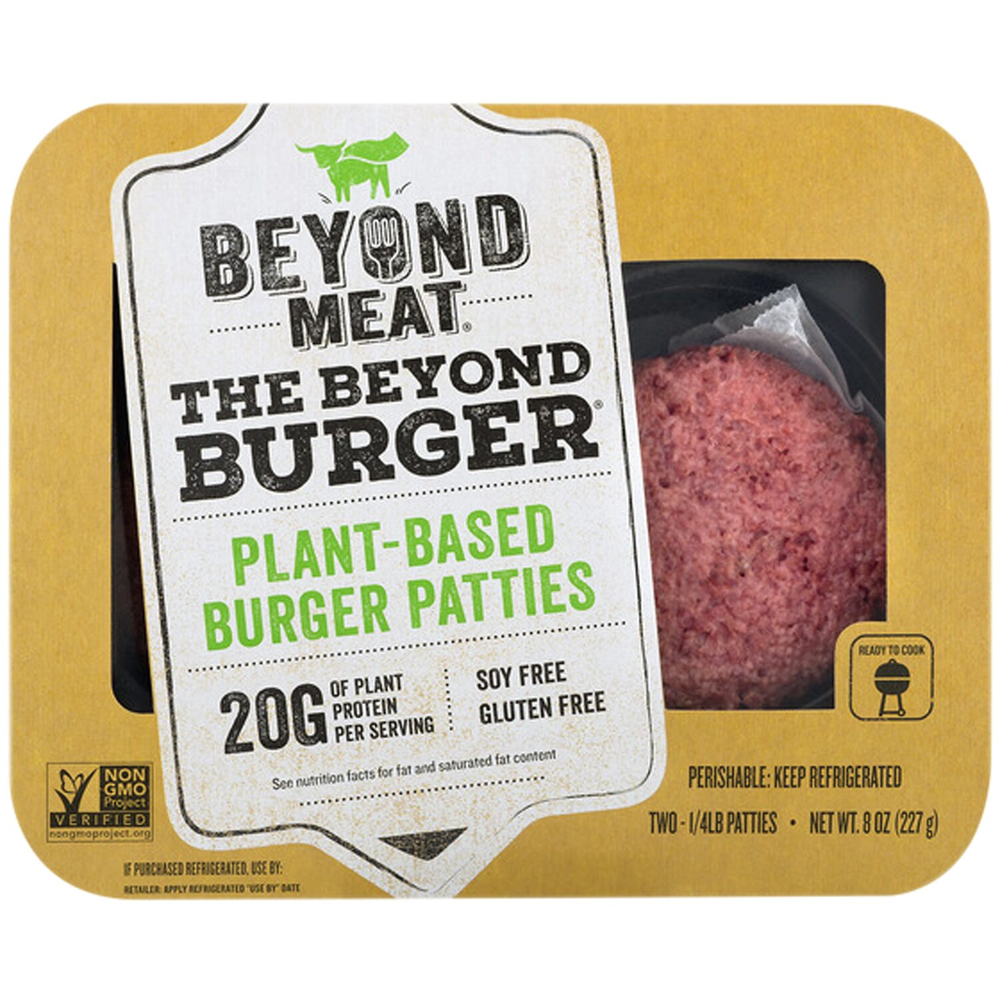 BEYOND
MEAT®
THE BEYOND
BURGER®
PLANT-BASED
BURGER PATTIES
20G
OF PLANT
PROTEIN
PER SERVING
SOY FREE
GLUTEN FREE
See nutrition facts for fat and saturated fat content
READY TO COOK
NON
GMO
Project
VERIFIED
nongmoproject.org
PERISHABLE: KEEP REFRIGERATED
TWO - 1/4LB PATTIES • NET WT. 8 OZ (227 g)
IF PURCHASED REFRIGERATED, USE BY:
RETAILER: APPLY REFRIGERATED "USE BY" DATE